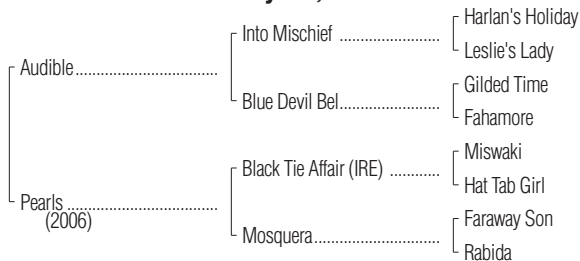 Harlan's Holiday
Into Mischief ....................
Leslie's Lady
Audible.................................
Gilded Time
Blue Devil Bel....................
Fahamore
Miswaki
Black Tie Affair (IRE) ............
Hat Tab Girl
Pearls ...................................
(2006)
Faraway Son
Mosquera.........................
Rabida